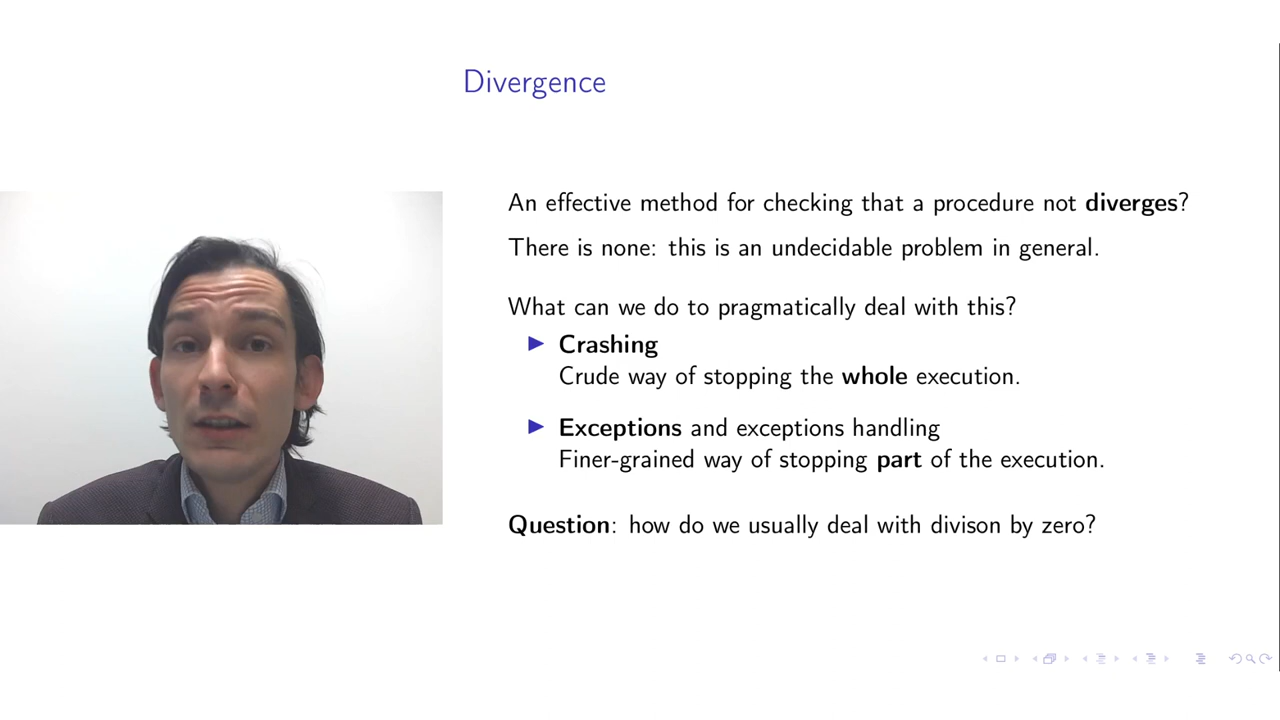 Divergence
An effective method for checking that a procedure not diverges?
There is none: this is an undecidable problem in general.
What can we do to pragmatically deal with this?
Crashing
Crude way of stopping the whole execution.
Exceptions and exceptions handling
Finer-grained way of stopping part of the execution.
Question: how do we usually deal with divison by zero?